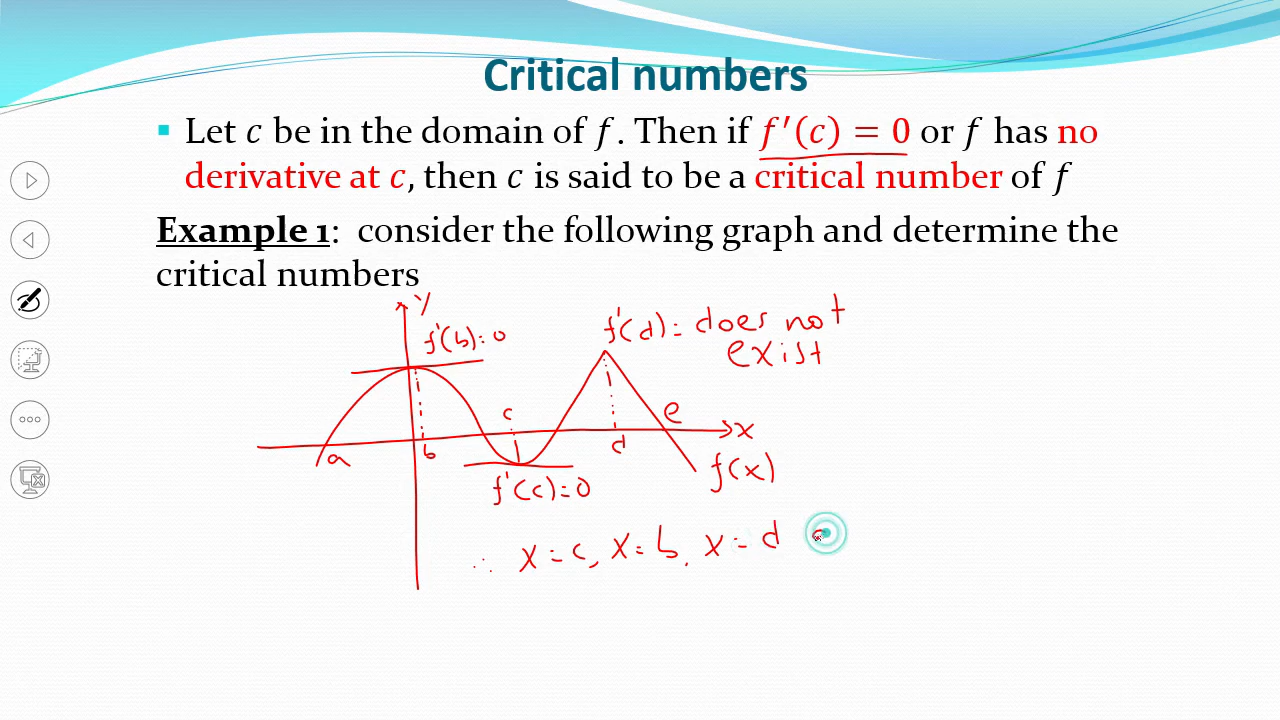 Critical numbers
Let c be in the domain of f. Then if f′(c) = 0 or f has no
derivative at c, then c is said to be a critical number of f
Example 1: consider the following graph and determine the
critical numbers
y
f'(b)=0
f'(d)= does not
exist
c
e
x
a
b
d
f(x)
f'(c)=0
∴ x=c, x=b, x=d